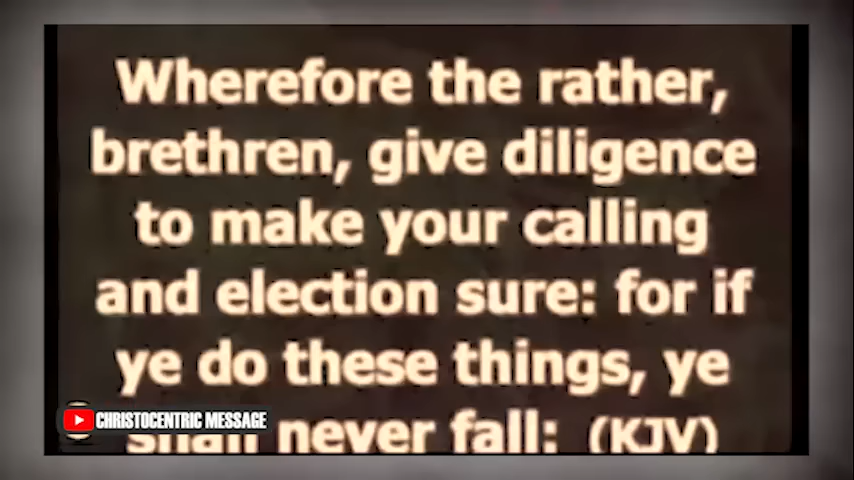 Wherefore the rather,
brethren, give diligence
to make your calling
and election sure: for if
ye do these things, ye
shall never fall: (KJV)
CHRISTOCENTRIC MESSAGE